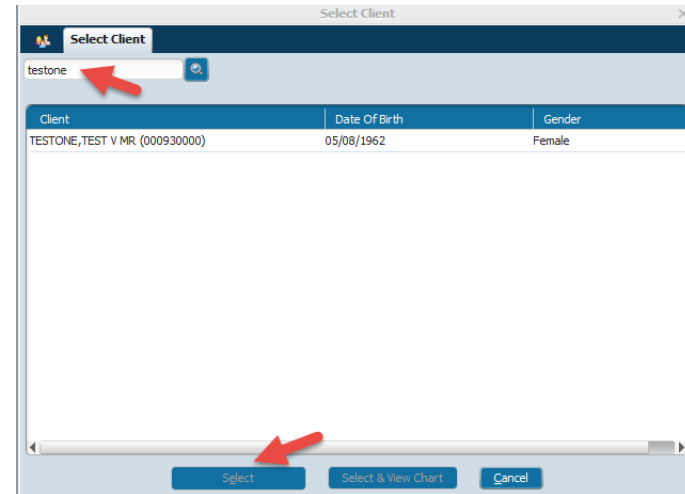 Select Client
Select Client
testone
Client Date Of Birth Gender
TESTONE,TEST V MR (000930000) 05/08/1962 Female
Select Select & View Chart Cancel